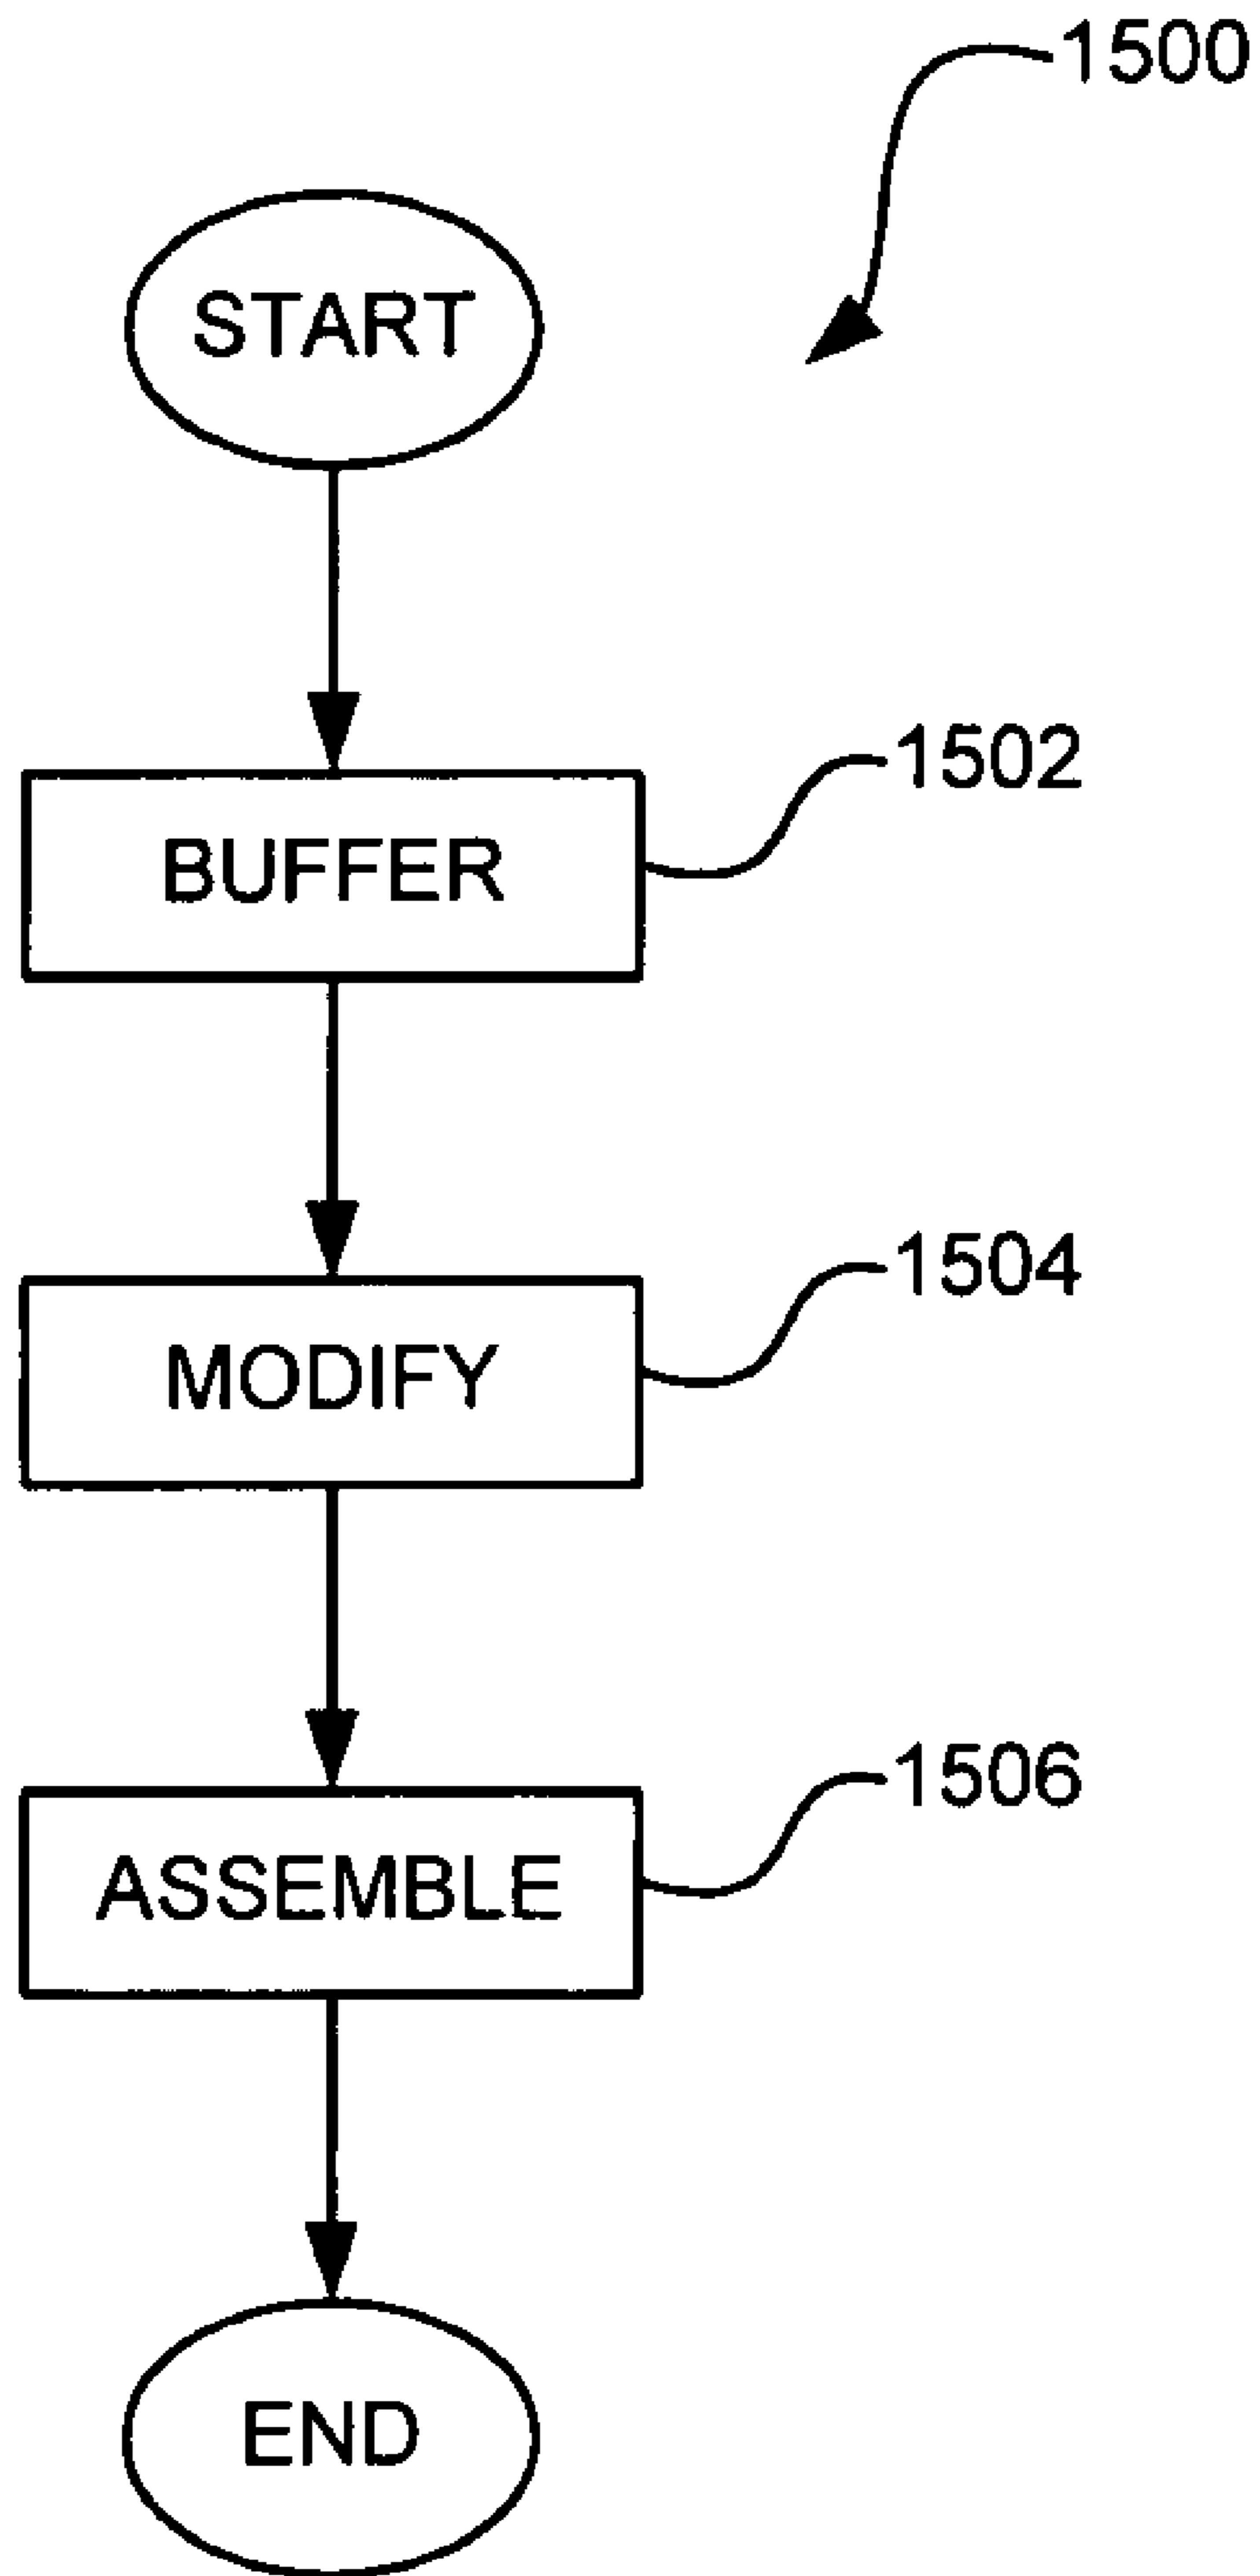 1500
START
1502
BUFFER
1504
MODIFY
1506
ASSEMBLE
END